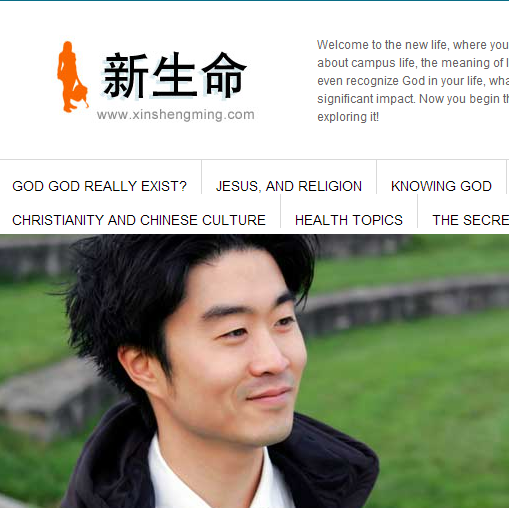 新生命
www.xinshengming.com
Welcome to the new life, where you
about campus life, the meaning of
even recognize God in your life,
significant impact. Now you begin
exploring it!
GOD GOD REALLY EXIST?
JESUS, AND RELIGION
KNOWING GOD
CHRISTIANITY AND CHINESE CULTURE
HEALTH TOPICS
THE